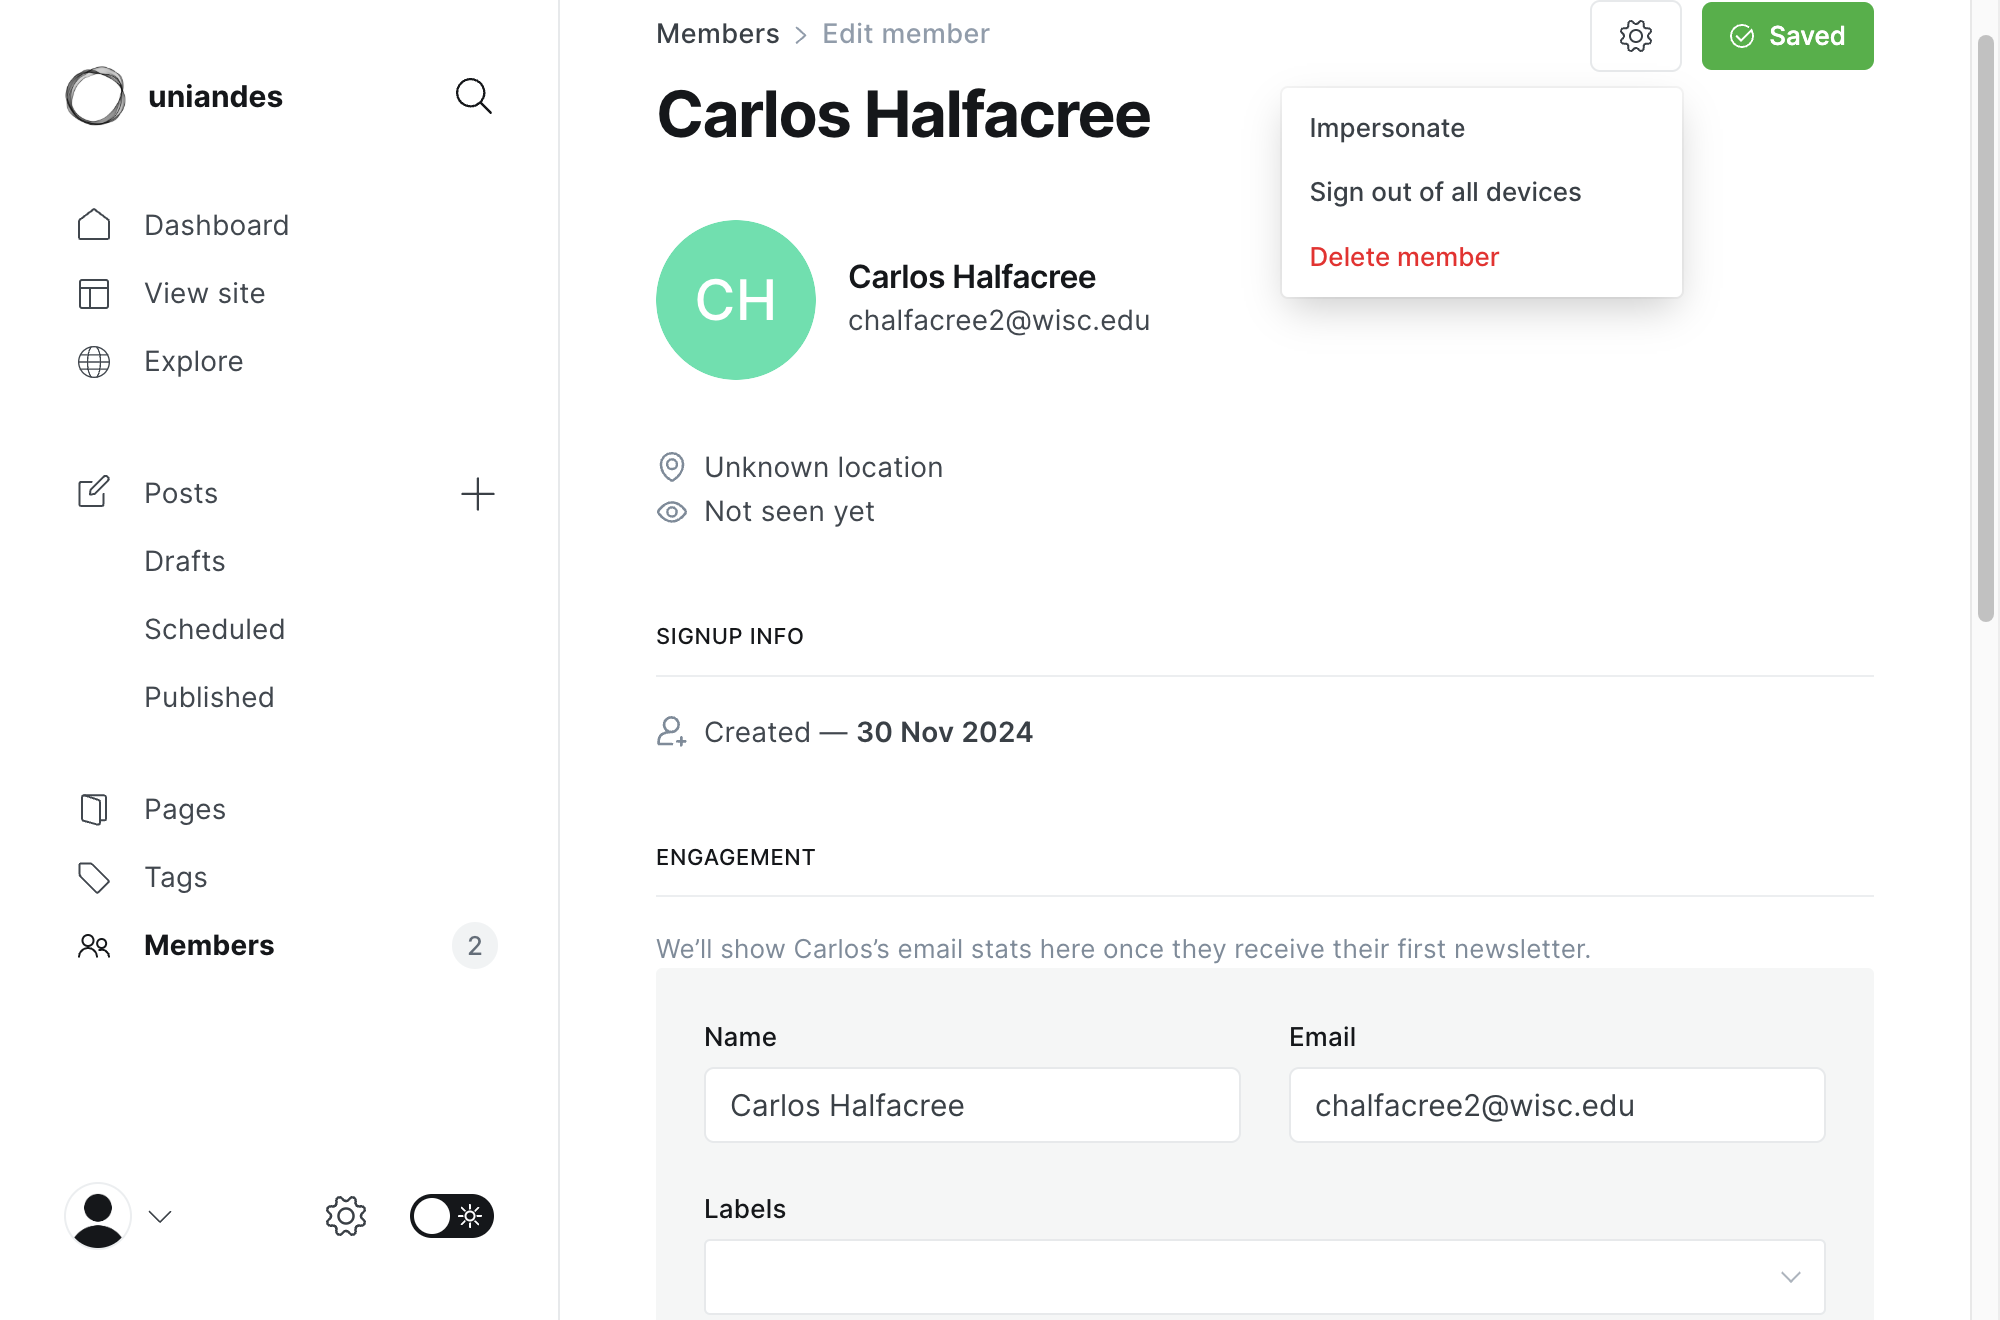 uniandes
Dashboard
View site
Explore
Posts
Drafts
Scheduled
Published
Pages
Tags
Members 2
Members > Edit member
Saved
Carlos Halfacree
Impersonate
Sign out of all devices
Delete member
CH
Carlos Halfacree
chalfacree2@wisc.edu
Unknown location
Not seen yet
SIGNUP INFO
Created — 30 Nov 2024
ENGAGEMENT
We’ll show Carlos’s email stats here once they receive their first newsletter.
Name
Carlos Halfacree
Email
chalfacree2@wisc.edu
Labels